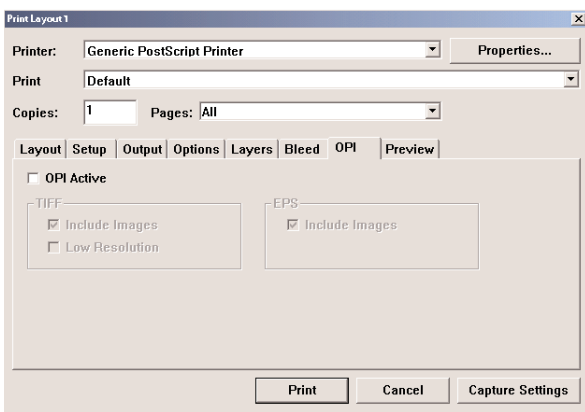 Print Layout 1
Printer: Generic PostScript Printer Properties...
Print Default
Copies: 1 Pages: All
Layout Setup Output Options Layers Bleed OPI Preview
OPI Active
TIFF EPS
Include Images Include Images
Low Resolution
Print Cancel Capture Settings